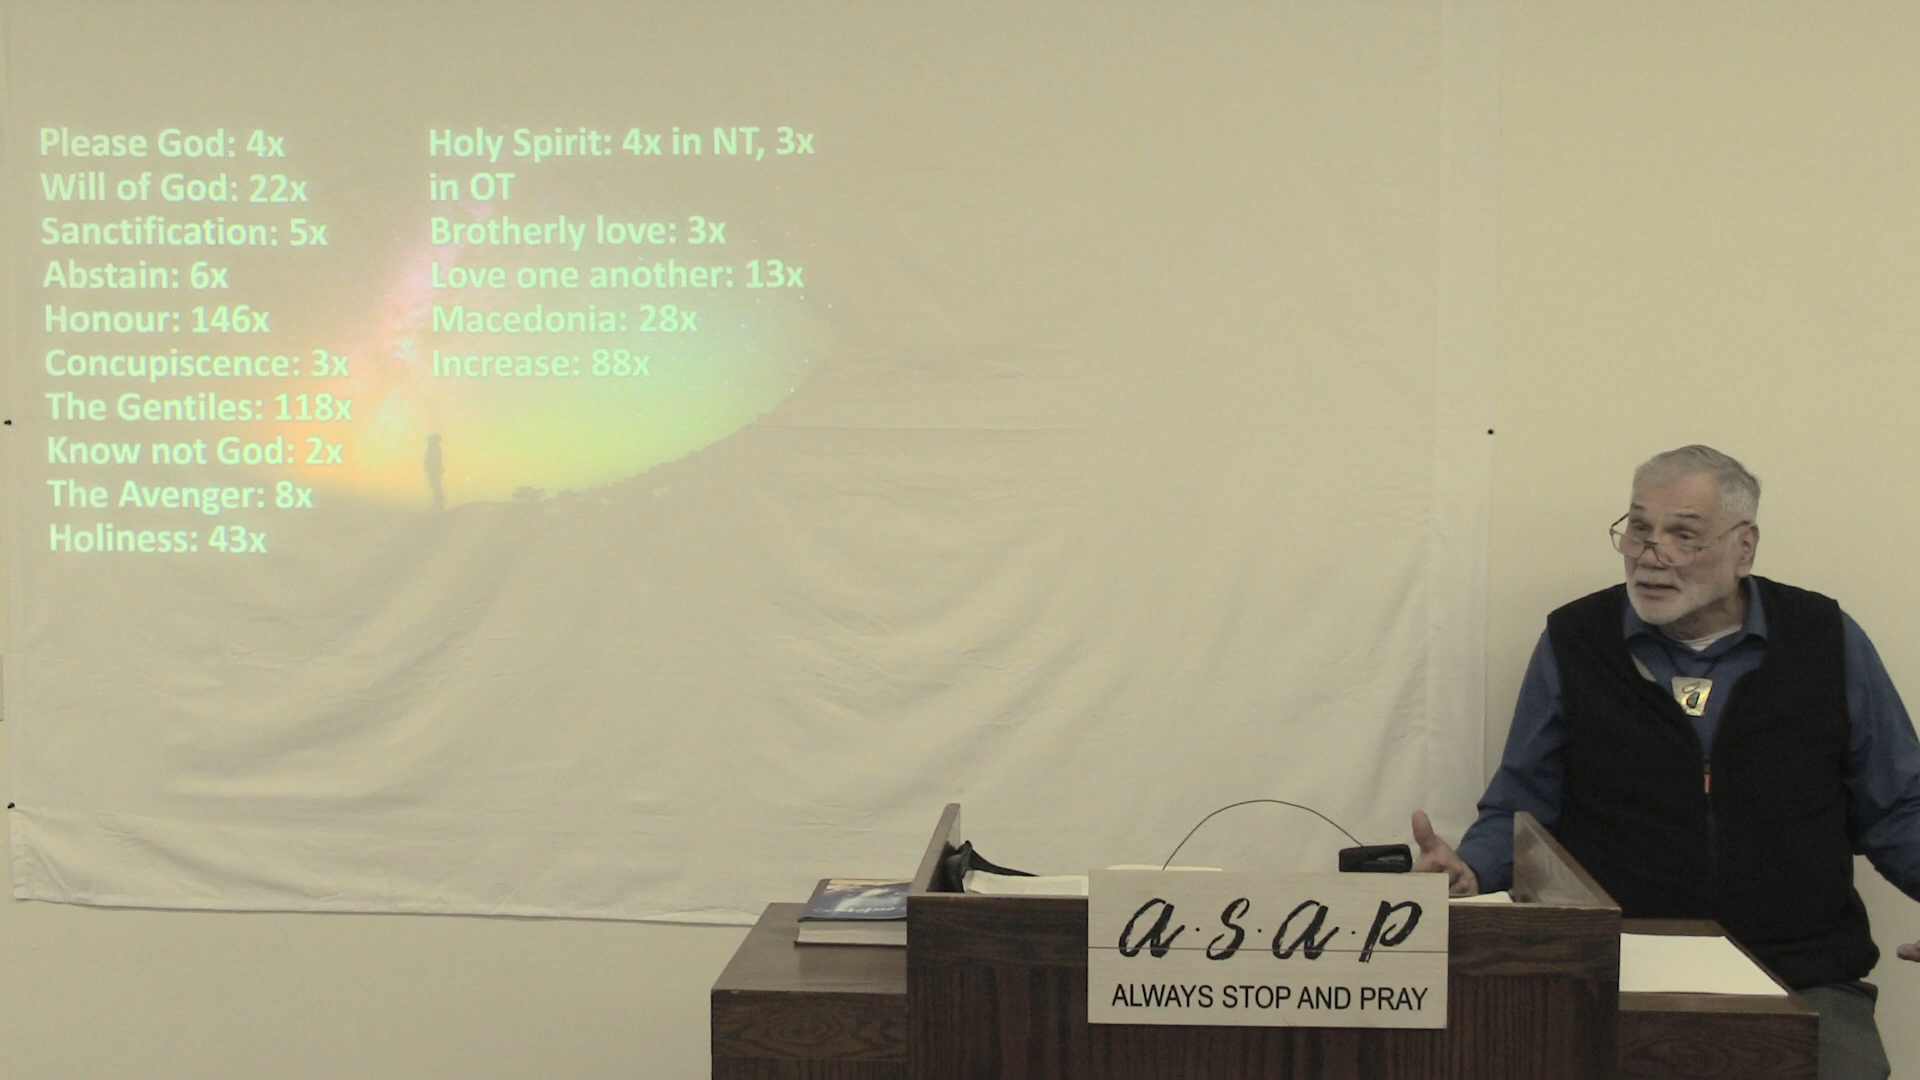 Please God: 4x
Will of God: 22x
Sanctification: 5x
Abstain: 6x
Honour: 146x
Concupiscence: 3x
The Gentiles: 118x
Know not God: 2x
The Avenger: 8x
Holiness: 43x
Holy Spirit: 4x in NT, 3x
in OT
Brotherly love: 3x
Love one another: 13x
Macedonia: 28x
Increase: 88x
a·s·a·p
ALWAYS STOP AND PRAY